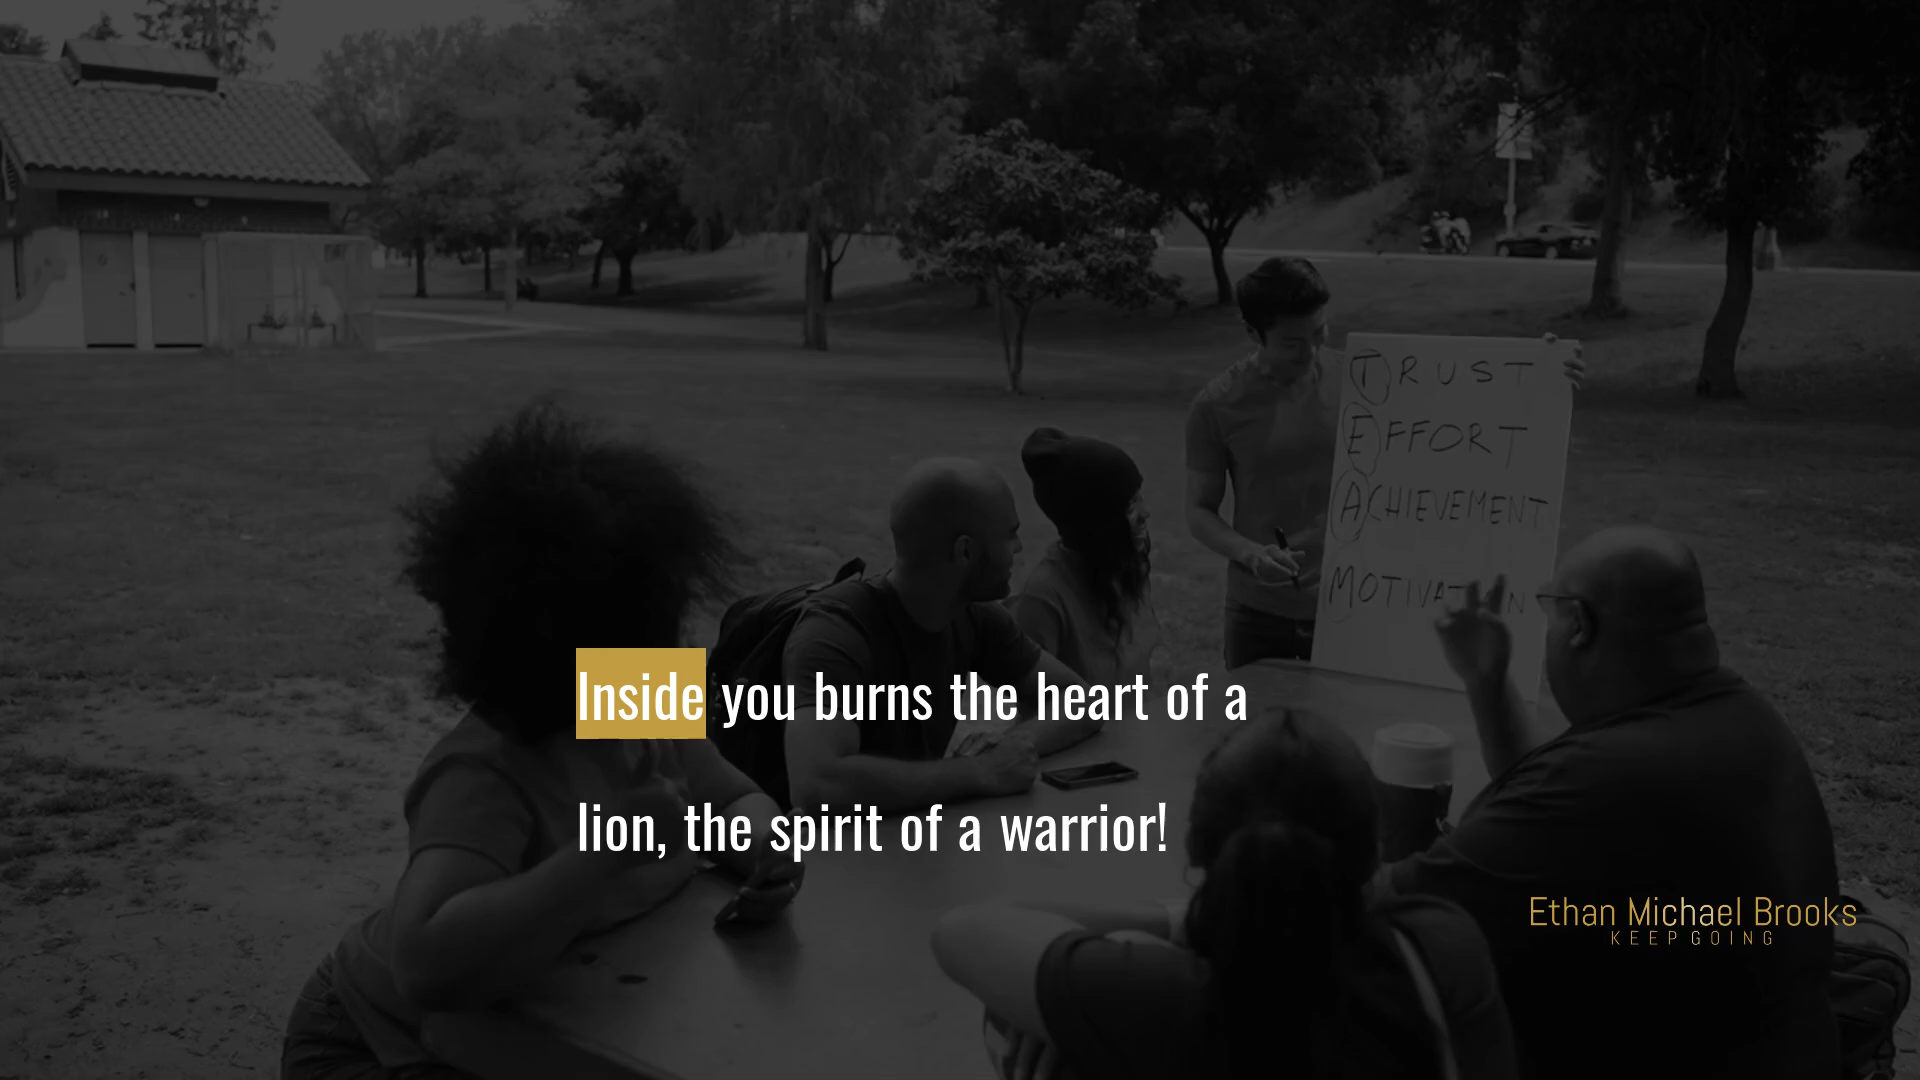 TRUST
EFFORT
ACHIEVEMENT
Inside you burns the heart of a
lion, the spirit of a warrior!
Ethan Michael Brooks
KEEP GOING